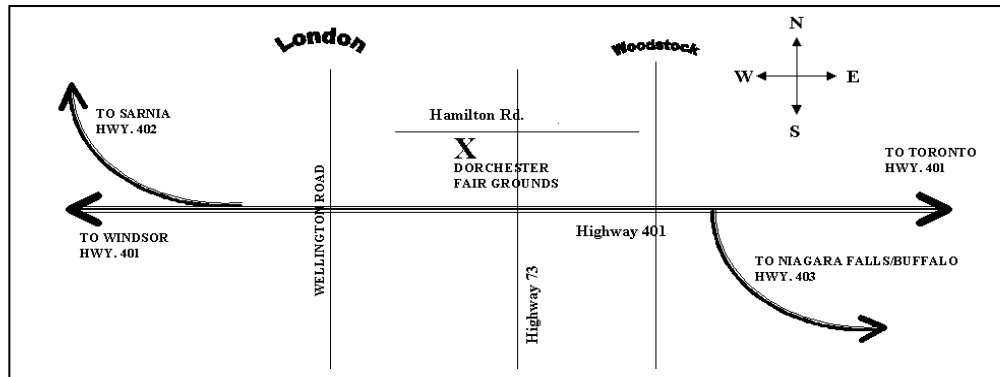 London
Woodstock
N
W
E
S
TO SARNIA
HWY. 402
Hamilton Rd.
X
DORCHESTER
FAIR GROUNDS
TO TORONTO
HWY. 401
WELLINGTON ROAD
TO WINDSOR
HWY. 401
Highway 401
Highway 73
TO NIAGARA FALLS/BUFFALO
HWY. 403